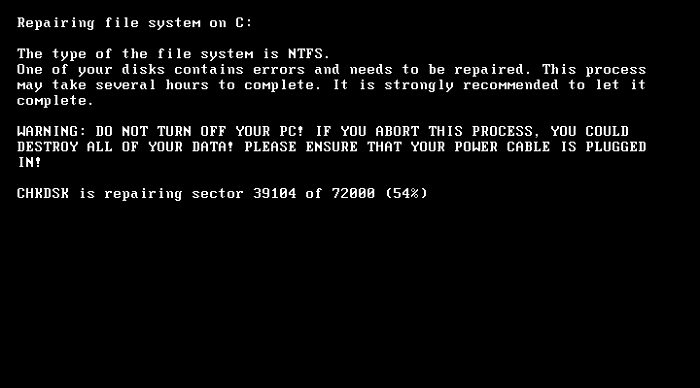 Repairing file system on C:
The type of the file system is NTFS.
One of your disks contains errors and needs to be repaired. This process
may take several hours to complete. It is strongly recommended to let it
complete.
WARNING: DO NOT TURN OFF YOUR PC! IF YOU ABORT THIS PROCESS, YOU COULD
DESTROY ALL OF YOUR DATA! PLEASE ENSURE THAT YOUR POWER CABLE IS PLUGGED
IN!
CHKDSK is repairing sector 39104 of 72000 (54%)